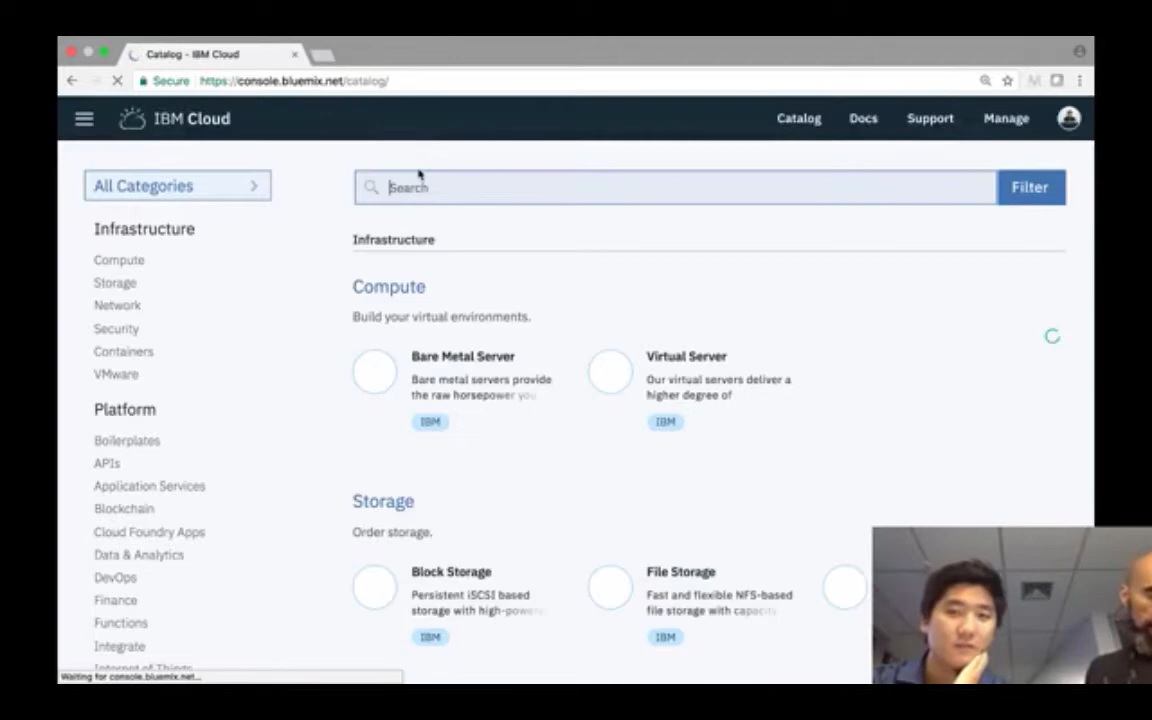 Catalog - IBM Cloud
Secure https://console.bluemix.net/catalog/
IBM Cloud Catalog Docs Support Manage
All Categories
Search
Filter
Infrastructure
Compute
Storage
Network
Security
Containers
VMware
Platform
Boilerplates
APIs
Application Services
Blockchain
Cloud Foundry Apps
Data & Analytics
DevOps
Finance
Functions
Integrate
Internet of Things
Infrastructure
Compute
Build your virtual environments.
Bare Metal Server
Bare metal servers provide
the raw horsepower you
IBM
Virtual Server
Our virtual servers deliver a
higher degree of
IBM
Storage
Order storage.
Block Storage
Persistent iSCSI based
storage with high-power
IBM
File Storage
Fast and flexible NFS-based
file storage with capacity
IBM
Waiting for console.bluemix.net...